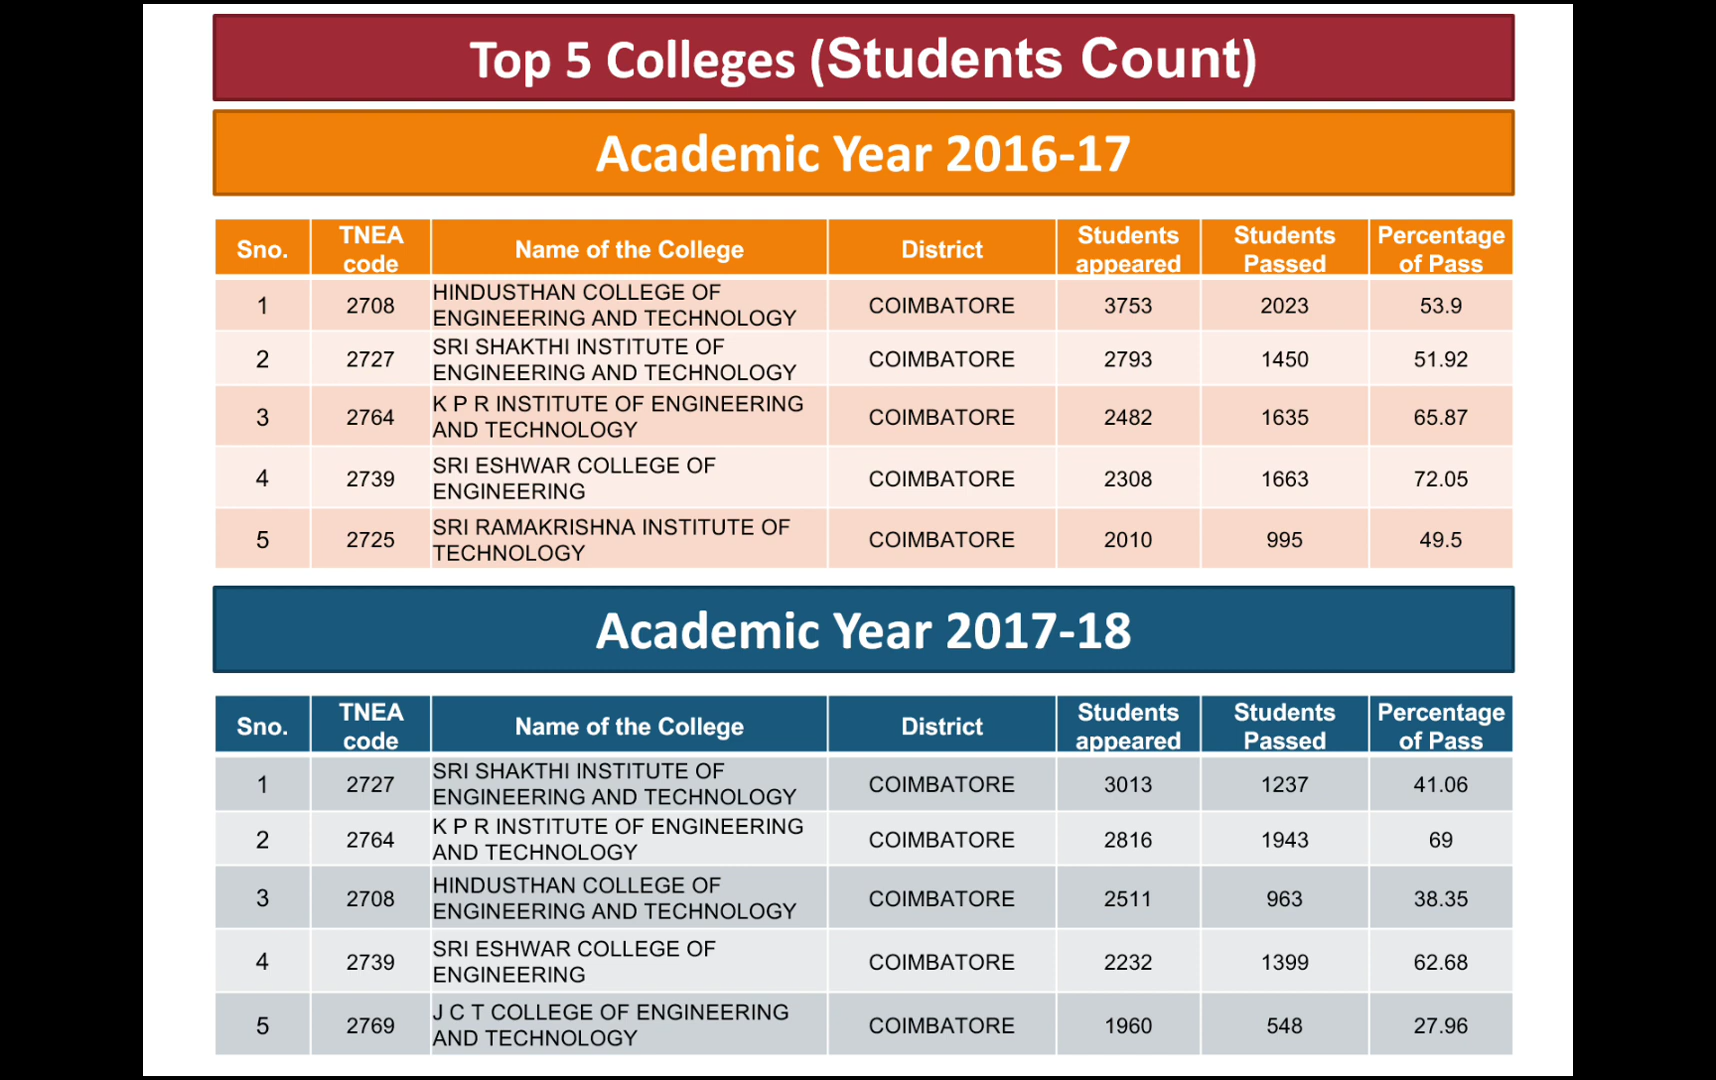 Top 5 Colleges (Students Count)
Academic Year 2016-17
Sno. TNEA code Name of the College District Students appeared Students Passed Percentage of Pass
1 2708 HINDUSTHAN COLLEGE OF ENGINEERING AND TECHNOLOGY COIMBATORE 3753 2023 53.9
2 2727 SRI SHAKTHI INSTITUTE OF ENGINEERING AND TECHNOLOGY COIMBATORE 2793 1450 51.92
3 2764 K P R INSTITUTE OF ENGINEERING AND TECHNOLOGY COIMBATORE 2482 1635 65.87
4 2739 SRI ESHWAR COLLEGE OF ENGINEERING COIMBATORE 2308 1663 72.05
5 2725 SRI RAMAKRISHNA INSTITUTE OF TECHNOLOGY COIMBATORE 2010 995 49.5
Academic Year 2017-18
Sno. TNEA code Name of the College District Students appeared Students Passed Percentage of Pass
1 2727 SRI SHAKTHI INSTITUTE OF ENGINEERING AND TECHNOLOGY COIMBATORE 3013 1237 41.06
2 2764 K P R INSTITUTE OF ENGINEERING AND TECHNOLOGY COIMBATORE 2816 1943 69
3 2708 HINDUSTHAN COLLEGE OF ENGINEERING AND TECHNOLOGY COIMBATORE 2511 963 38.35
4 2739 SRI ESHWAR COLLEGE OF ENGINEERING COIMBATORE 2232 1399 62.68
5 2769 J C T COLLEGE OF ENGINEERING AND TECHNOLOGY COIMBATORE 1960 548 27.96